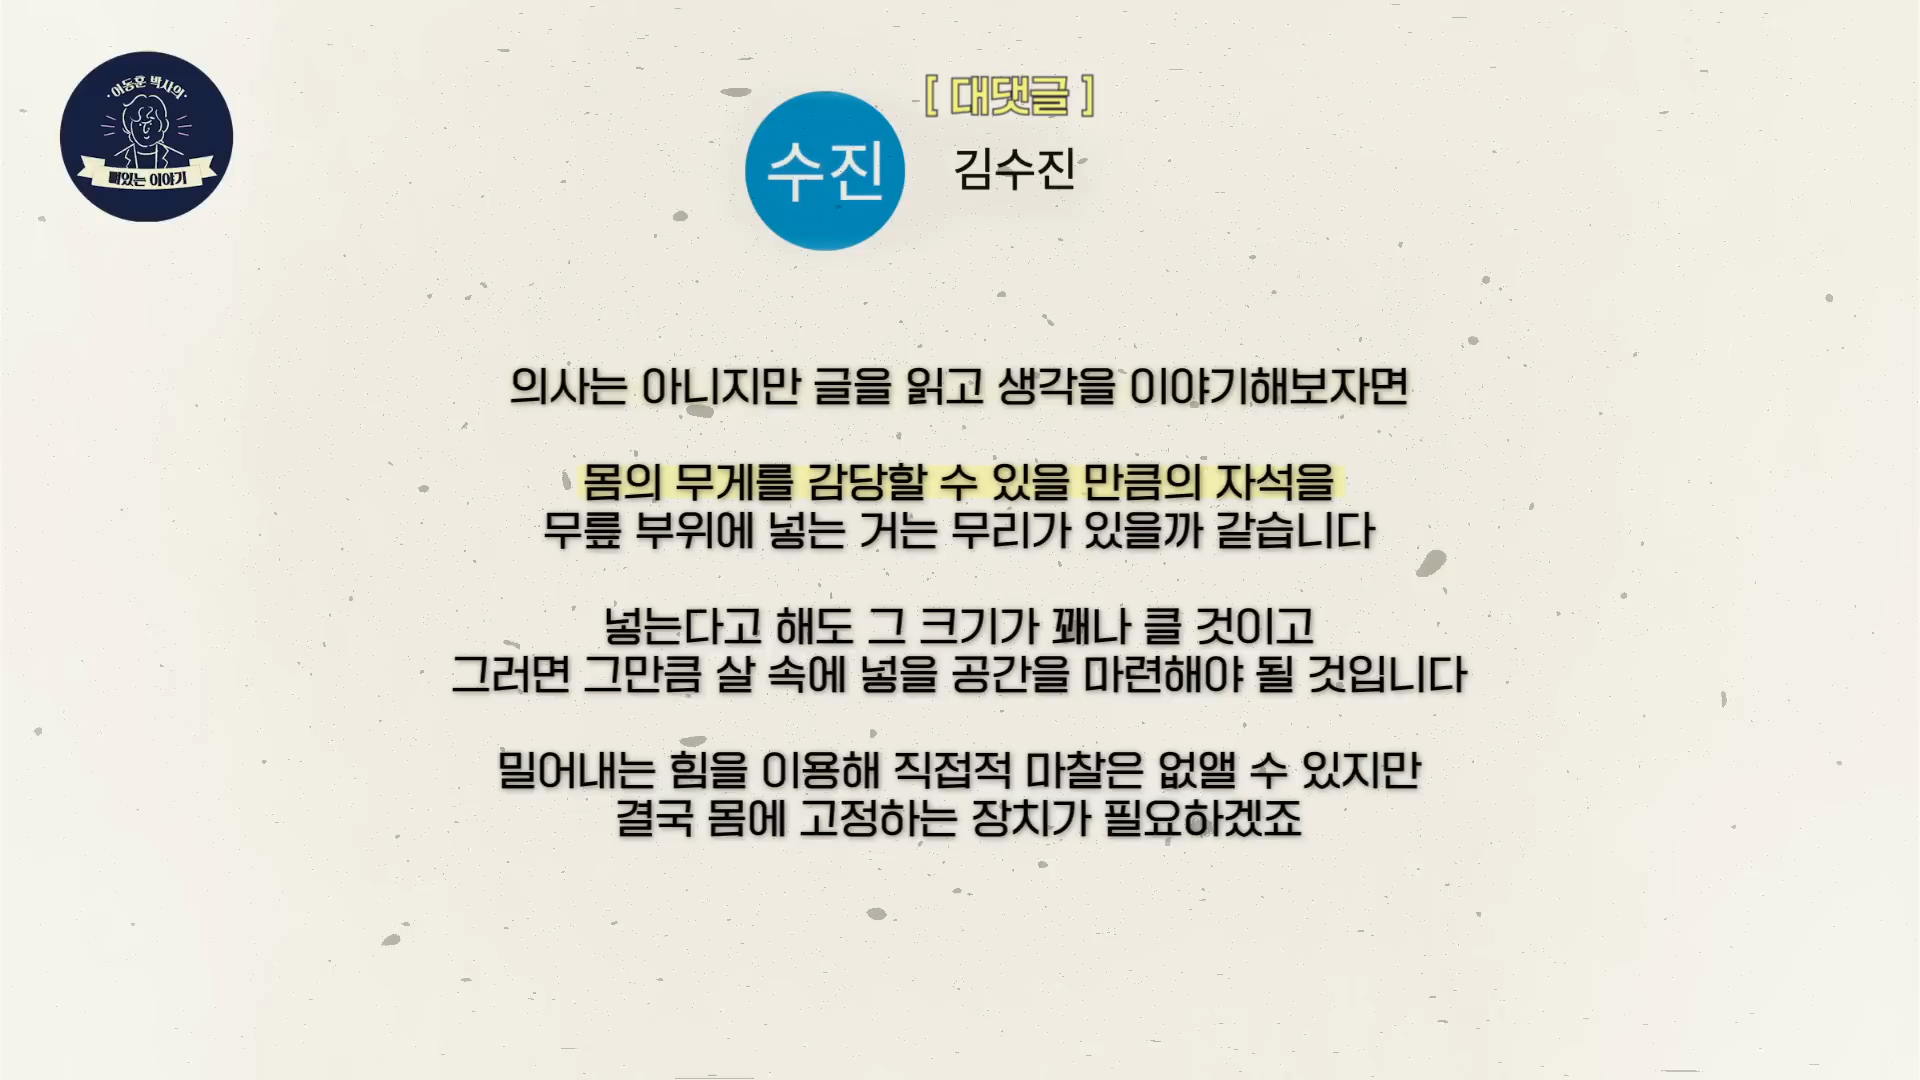 ·어동훈 박사의·
뼈있는 이야기
[ 대댓글 ]
수진
김수진
의사는 아니지만 글을 읽고 생각을 이야기해보자면
몸의 무게를 감당할 수 있을 만큼의 자석을
무릎 부위에 넣는 거는 무리가 있을까 같습니다
넣는다고 해도 그 크기가 꽤나 클 것이고
그러면 그만큼 살 속에 넣을 공간을 마련해야 될 것입니다
밀어내는 힘을 이용해 직접적 마찰은 없앨 수 있지만
결국 몸에 고정하는 장치가 필요하겠죠